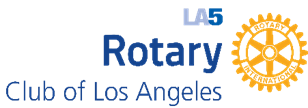 LA5
Rotary
Club of Los Angeles
ROTARY
INTERNATIONAL